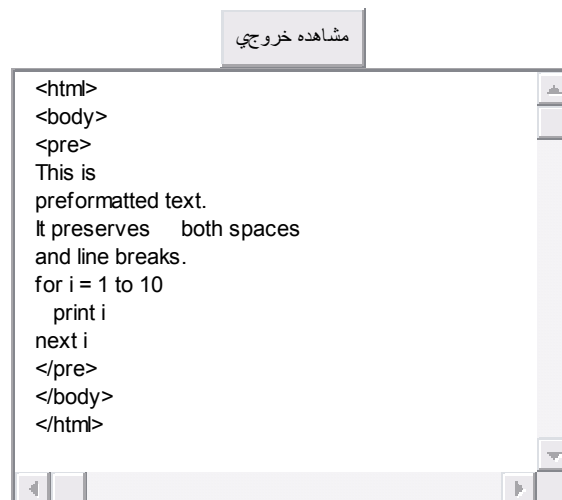 مشاهده خروجي
<html>
<body>
<pre>
This is
preformatted text.
It preserves     both spaces
and line breaks.
for i = 1 to 10
   print i
next i
</pre>
</body>
</html>